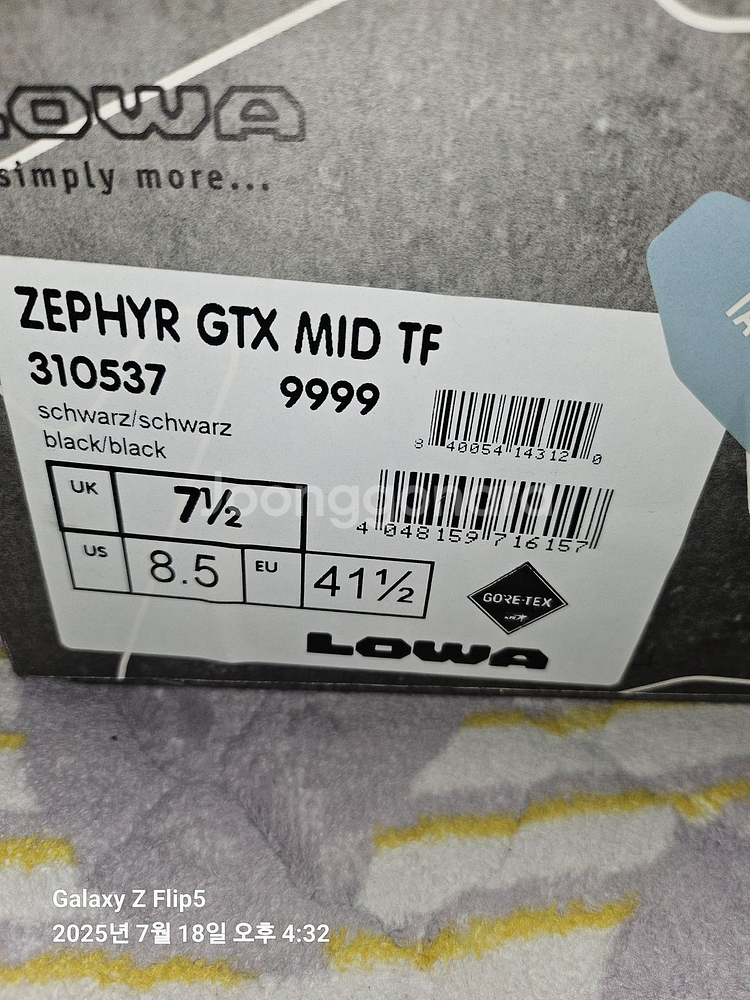 LOWA
simply more...
ZEPHYR GTX MID TF
310537 9999
schwarz/schwarz
black/black
8 40054 14312 0
UK 7½
4 048159 716157
US 8.5 EU 41½
GORE-TEX
LOWA
Joonggonara
Galaxy Z Flip5
2025년 7월 18일 오후 4:32